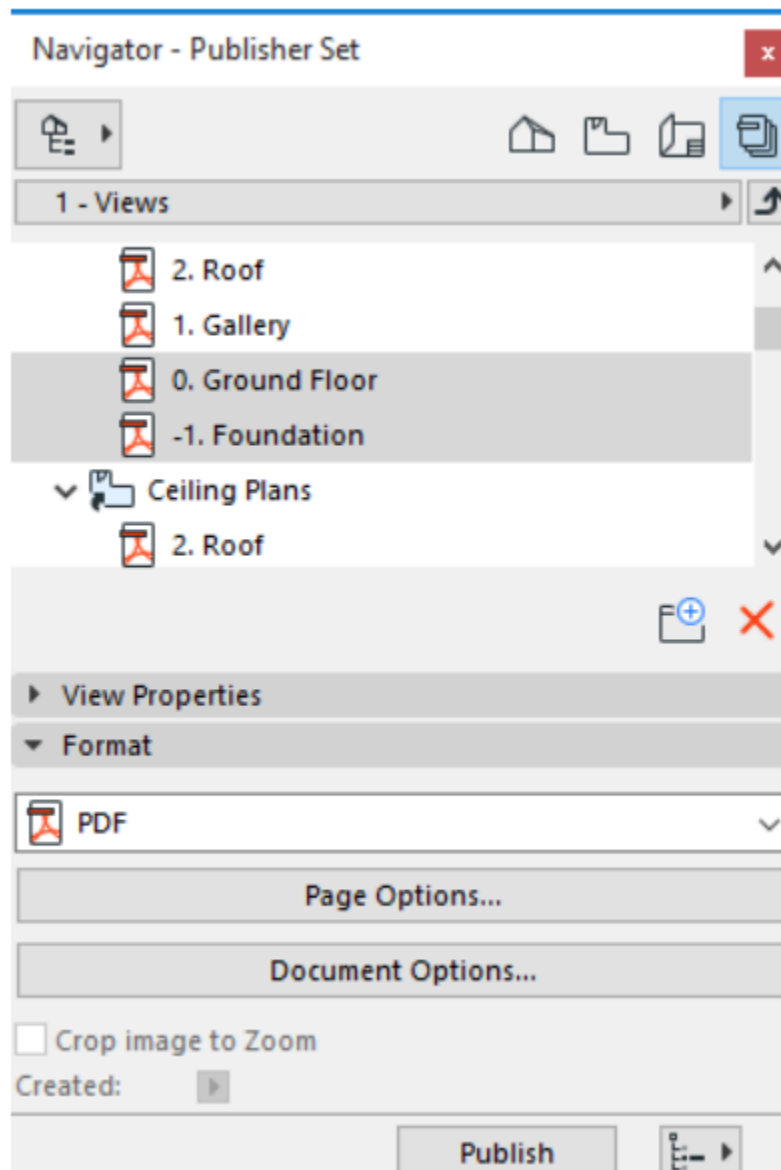 Navigator - Publisher Set
x
1 - Views
2. Roof
1. Gallery
0. Ground Floor
-1. Foundation
Ceiling Plans
2. Roof
View Properties
Format
PDF
Page Options...
Document Options...
Crop image to Zoom
Created:
Publish